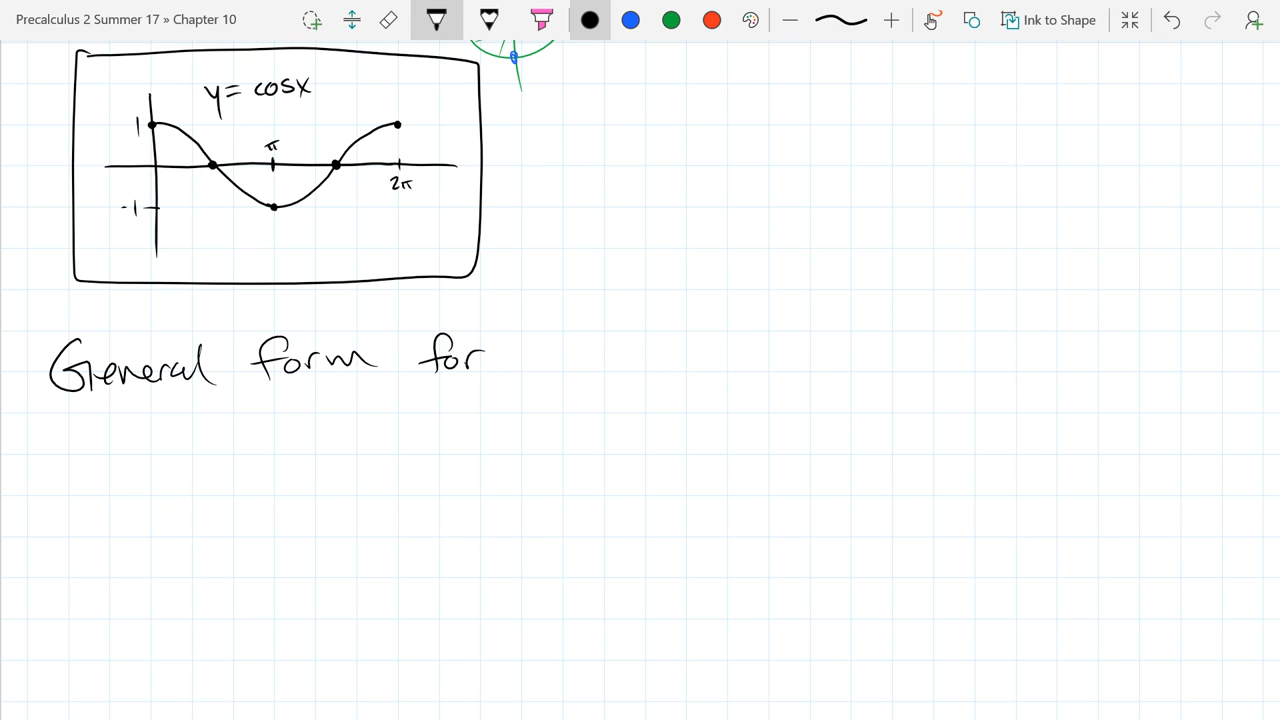 Precalculus 2 Summer 17 » Chapter 10
Ink to Shape
y = cosx
1
π
2π
-1
General form for